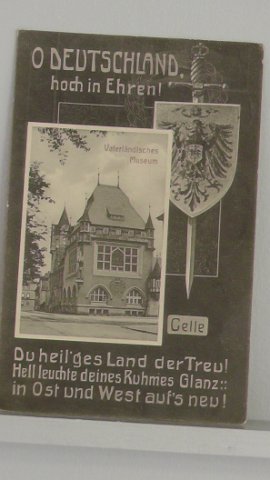 O DEUTSCHLAND,
hoch in Ehren!
Vaterländisches
Museum
Celle
Du heil'ges Land der Treu!
Hell leuchte deines Ruhmes Glanz::
in Ost und West auf's neu!